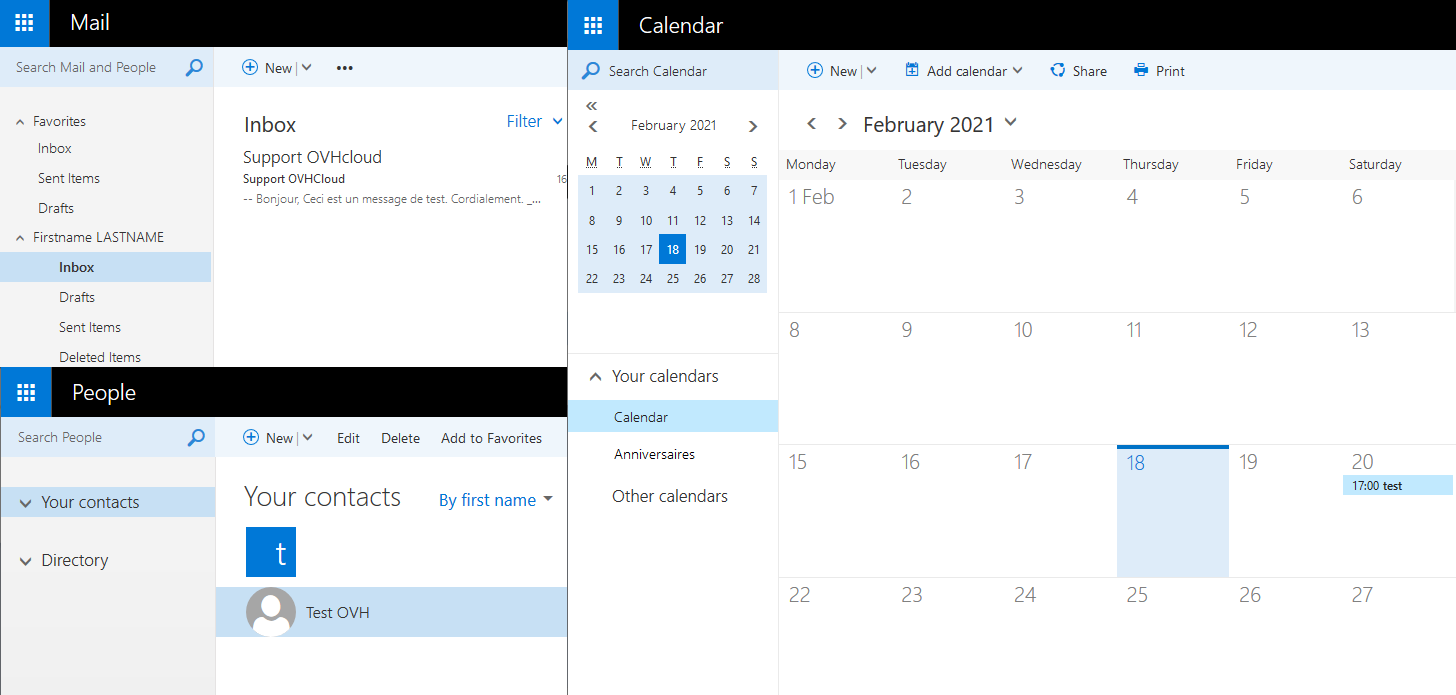 Mail
Search Mail and People
New
Favorites
Inbox
Sent Items
Drafts
Firstname LASTNAME
Inbox
Drafts
Sent Items
Deleted Items
Inbox Filter
Support OVHcloud
Support OVHCloud 16
-- Bonjour, Ceci est un message de test. Cordialement. _...
People
Search People
New Edit Delete Add to Favorites
Your contacts
Directory
Your contacts By first name
t
Test OVH
Calendar
Search Calendar
New Add calendar Share Print
February 2021
M T W T F S S
1 2 3 4 5 6 7
8 9 10 11 12 13 14
15 16 17 18 19 20 21
22 23 24 25 26 27 28
Your calendars
Calendar
Anniversaires
Other calendars
February 2021
Monday Tuesday Wednesday Thursday Friday Saturday
1 Feb 2 3 4 5 6
8 9 10 11 12 13
15 16 17 18 19 20
17:00 test
22 23 24 25 26 27